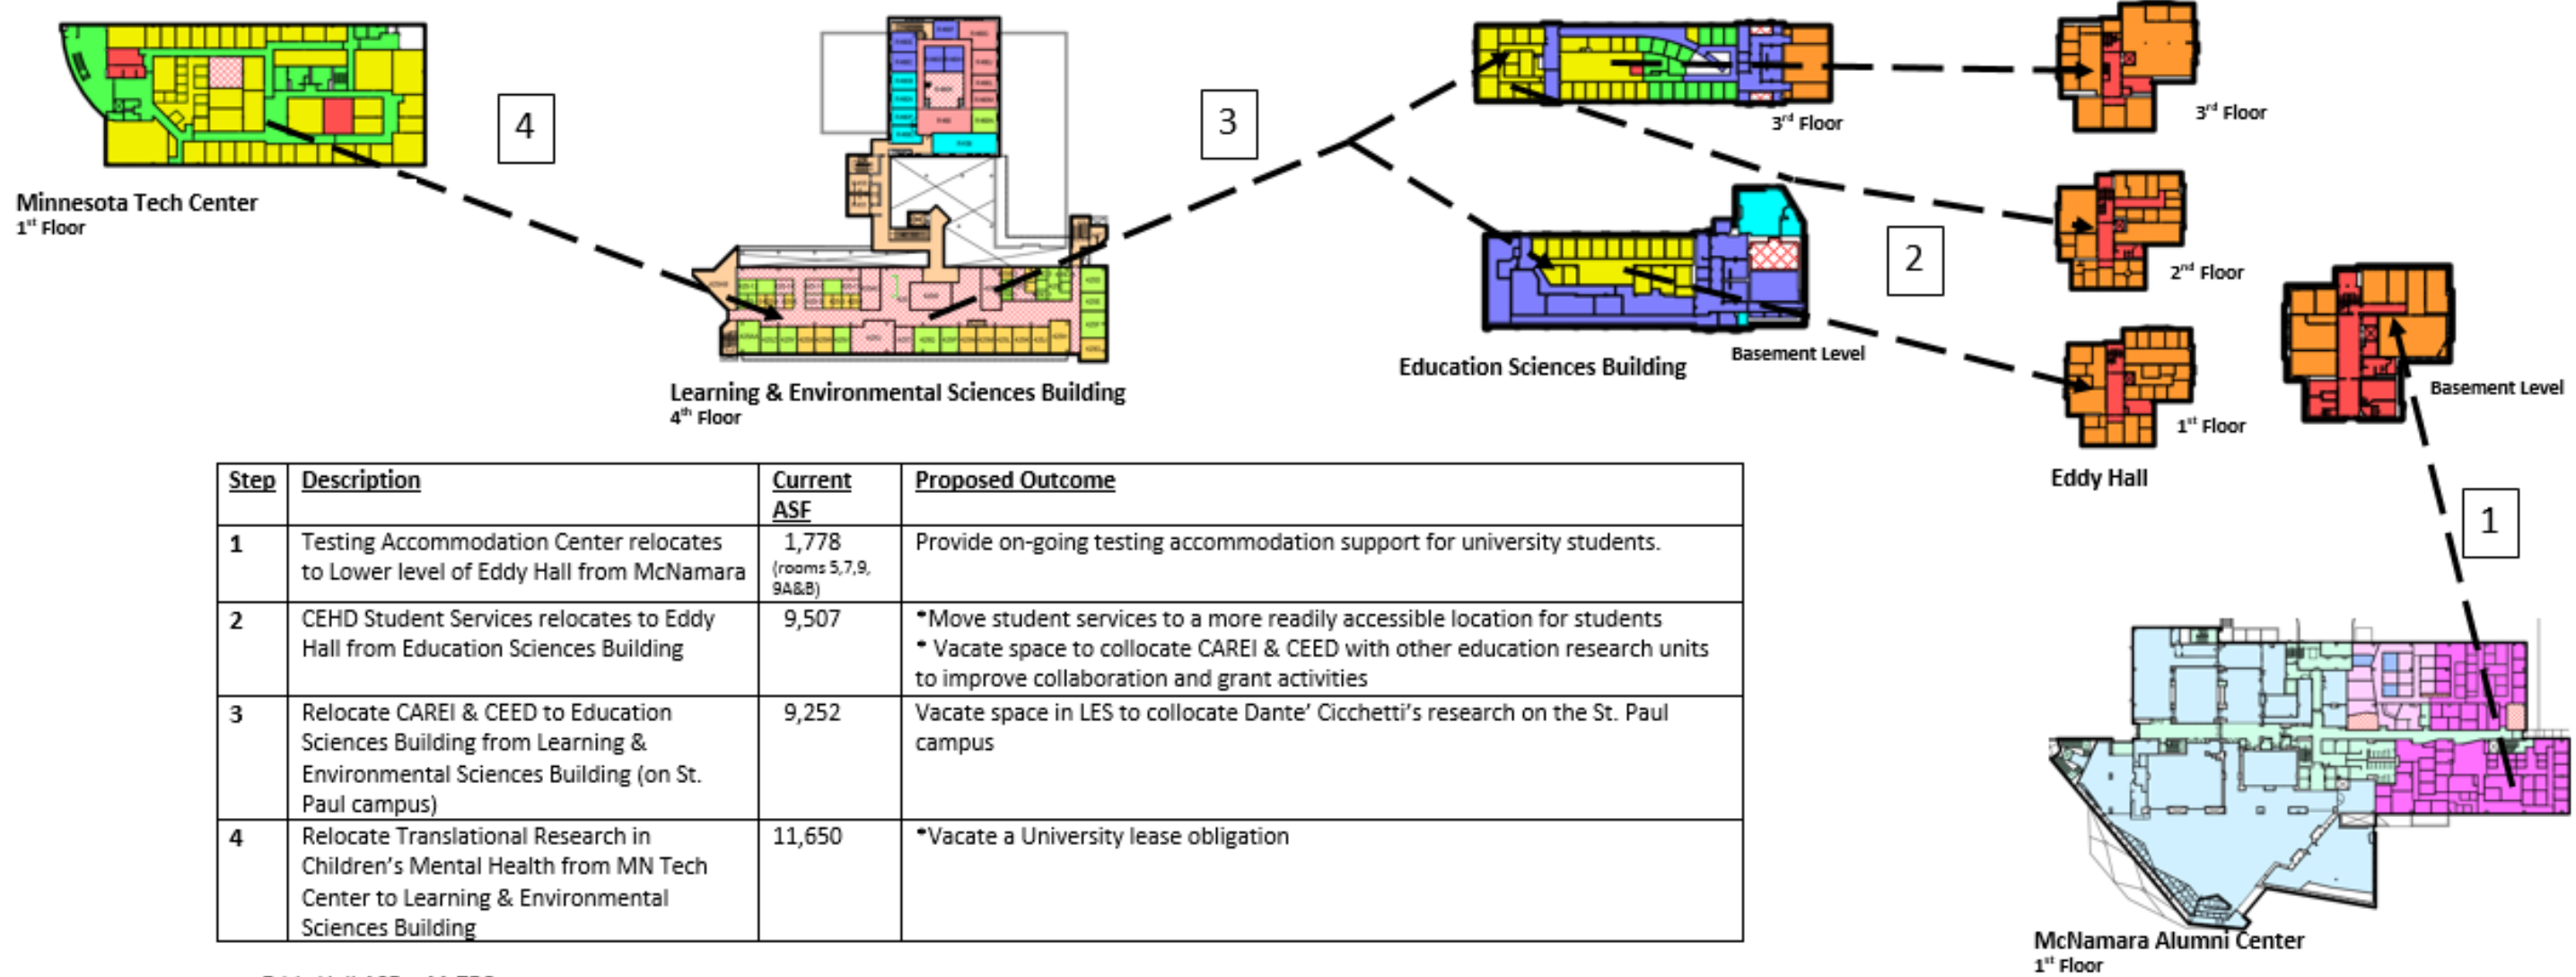 4
3
3rd Floor
3rd Floor
Minnesota Tech Center
1st Floor
2
2nd Floor
Learning & Environmental Sciences Building
4th Floor
Education Sciences Building
Basement Level
1st Floor
Eddy Hall
Basement Level
1
McNamara Alumni Center
1st Floor
Step Description Current ASF Proposed Outcome
1 Testing Accommodation Center relocates
to Lower level of Eddy Hall from McNamara
1,778
(rooms 5,7,9,
9A&B)
Provide on-going testing accommodation support for university students.
2 CEHD Student Services relocates to Eddy
Hall from Education Sciences Building
9,507
*Move student services to a more readily accessible location for students
* Vacate space to collocate CAREI & CEED with other education research units
to improve collaboration and grant activities
3 Relocate CAREI & CEED to Education
Sciences Building from Learning &
Environmental Sciences Building (on St.
Paul campus)
9,252
Vacate space in LES to collocate Dante’ Cicchetti’s research on the St. Paul
campus
4 Relocate Translational Research in
Children’s Mental Health from MN Tech
Center to Learning & Environmental
Sciences Building
11,650
*Vacate a University lease obligation